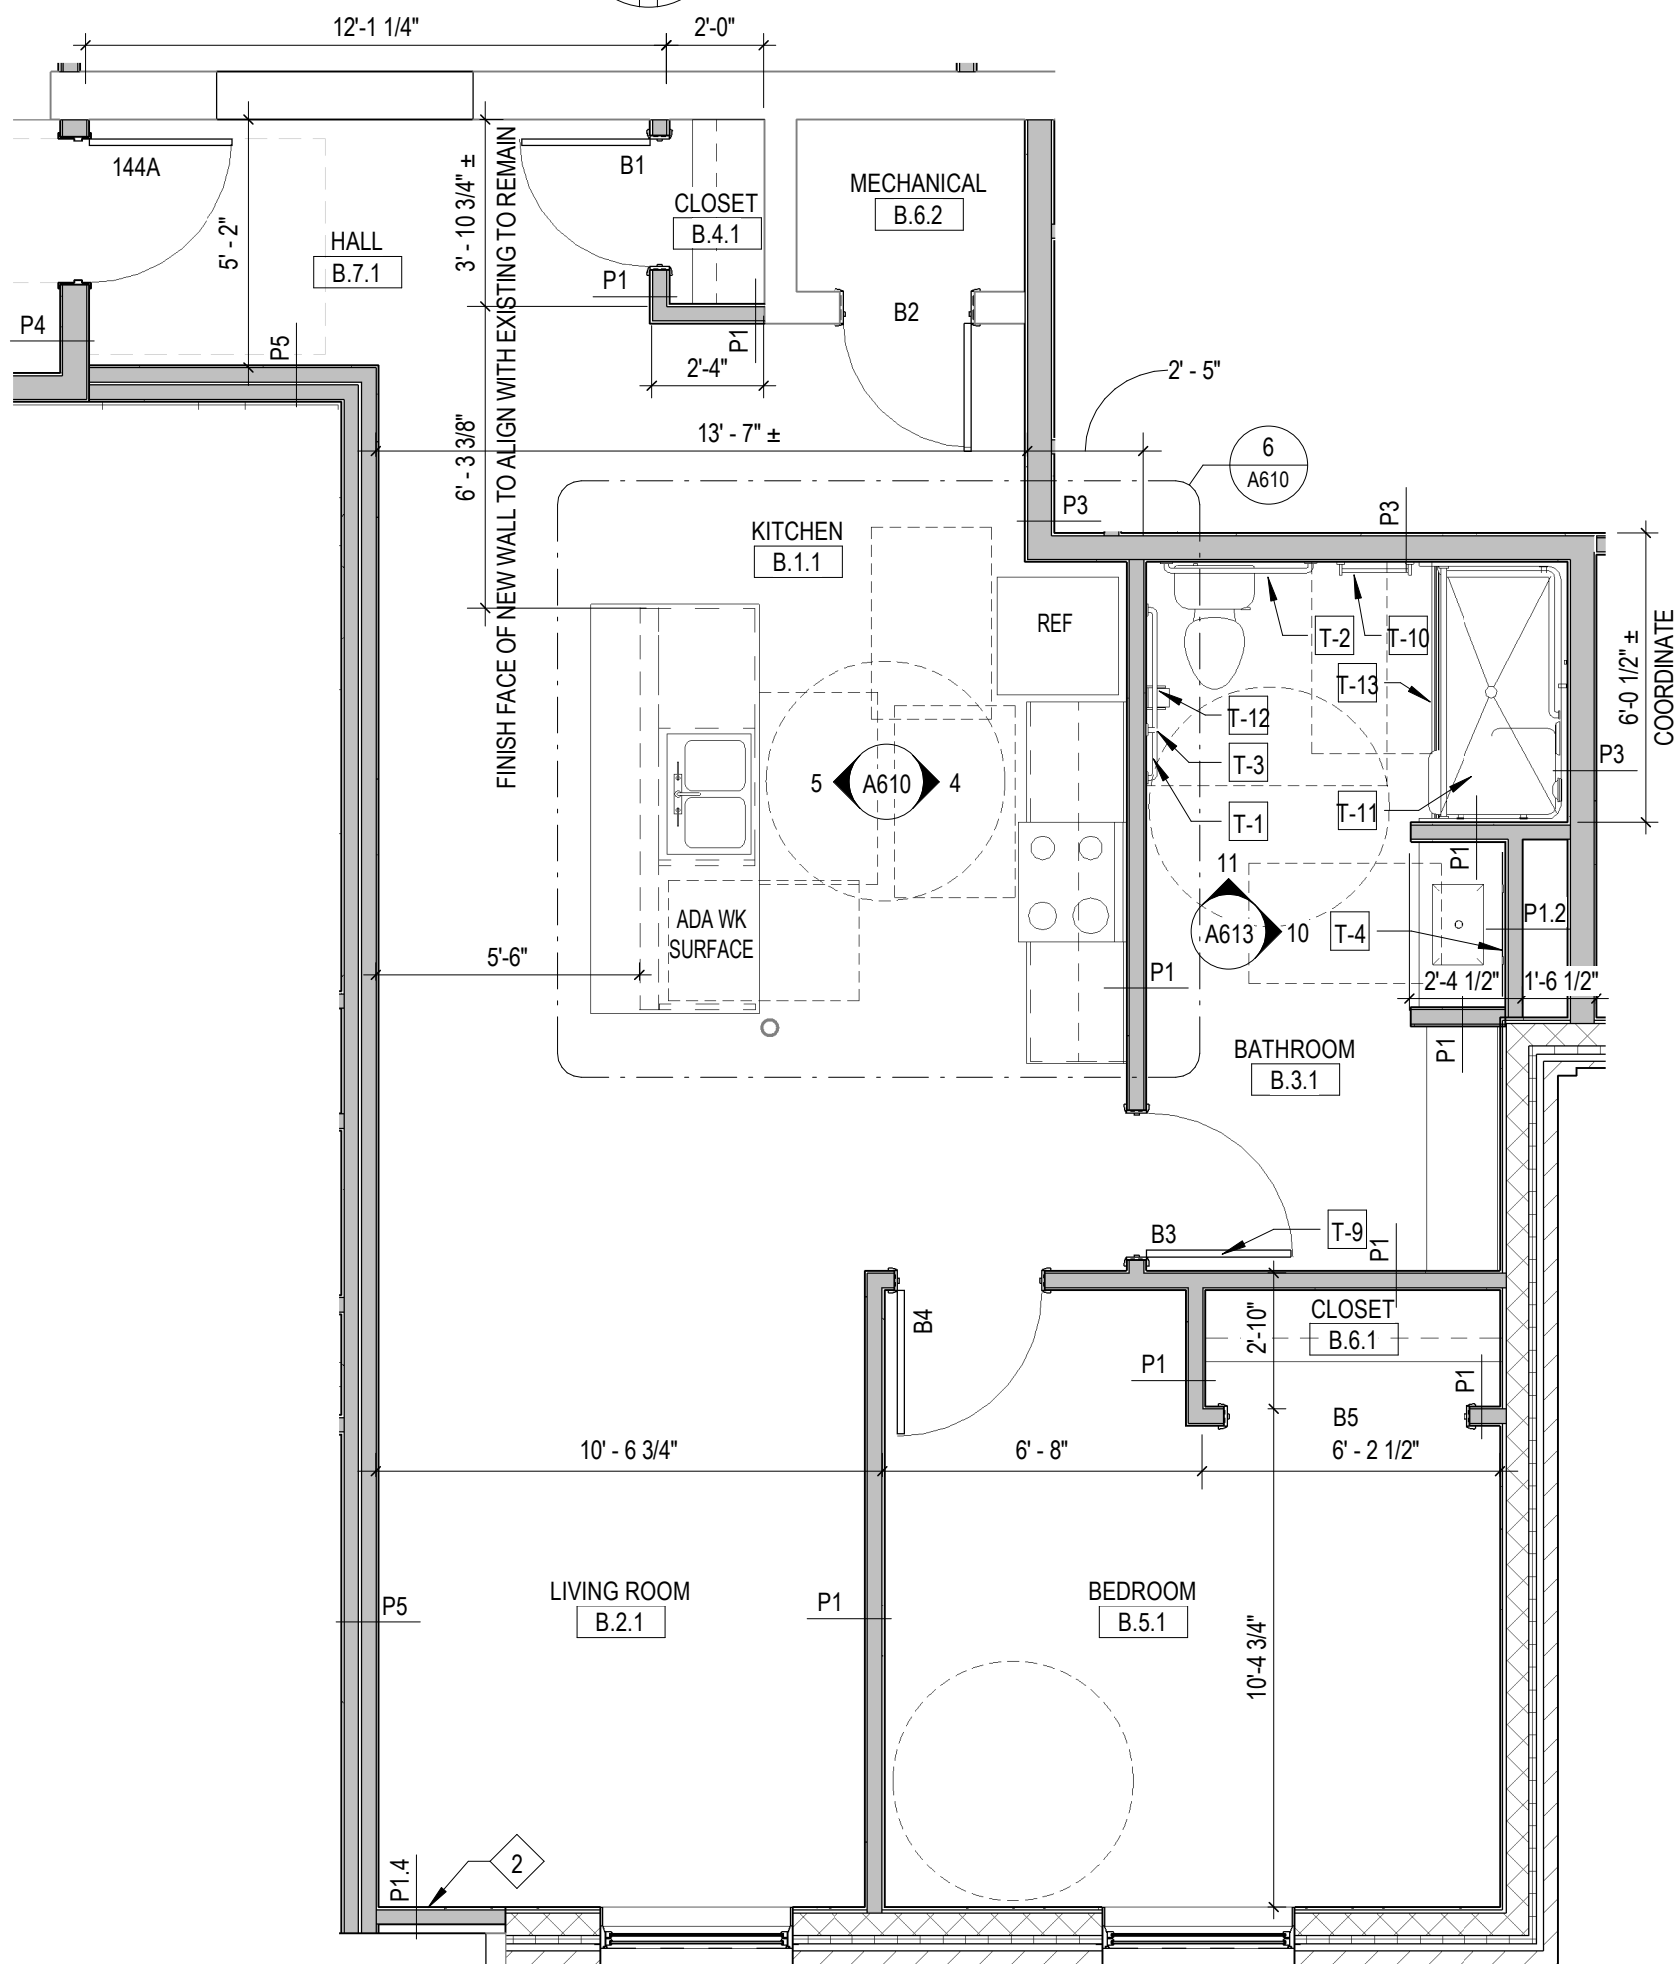 12'-1 1/4"
2'-0"
144A
B1
CLOSET
B.4.1
MECHANICAL
B.6.2
HALL
B.7.1
5' - 2"
3' - 10 3/4" ±
FINISH FACE OF NEW WALL TO ALIGN WITH EXISTING TO REMAIN
P1
P1
B2
P4
P5
2'-4"
2' - 5"
13' - 7" ±
6' - 3 3/8"
6
A610
P3
P3
KITCHEN
B.1.1
REF
T-2
T-10
T-13
T-12
T-3
T-1
T-11
6'-0 1/2" ±
COORDINATE
P3
5
A610
4
P1
11
A613
10
T-4
P1.2
ADA WK
SURFACE
5'-6"
P1
2'-4 1/2"
1'-6 1/2"
BATHROOM
B.3.1
P1
B3
T-9
P1
B4
2'-10"
CLOSET
B.6.1
P1
P1
B5
10' - 6 3/4"
6' - 8"
6' - 2 1/2"
LIVING ROOM
B.2.1
P5
P1
BEDROOM
B.5.1
10'-4 3/4"
P1.4
2